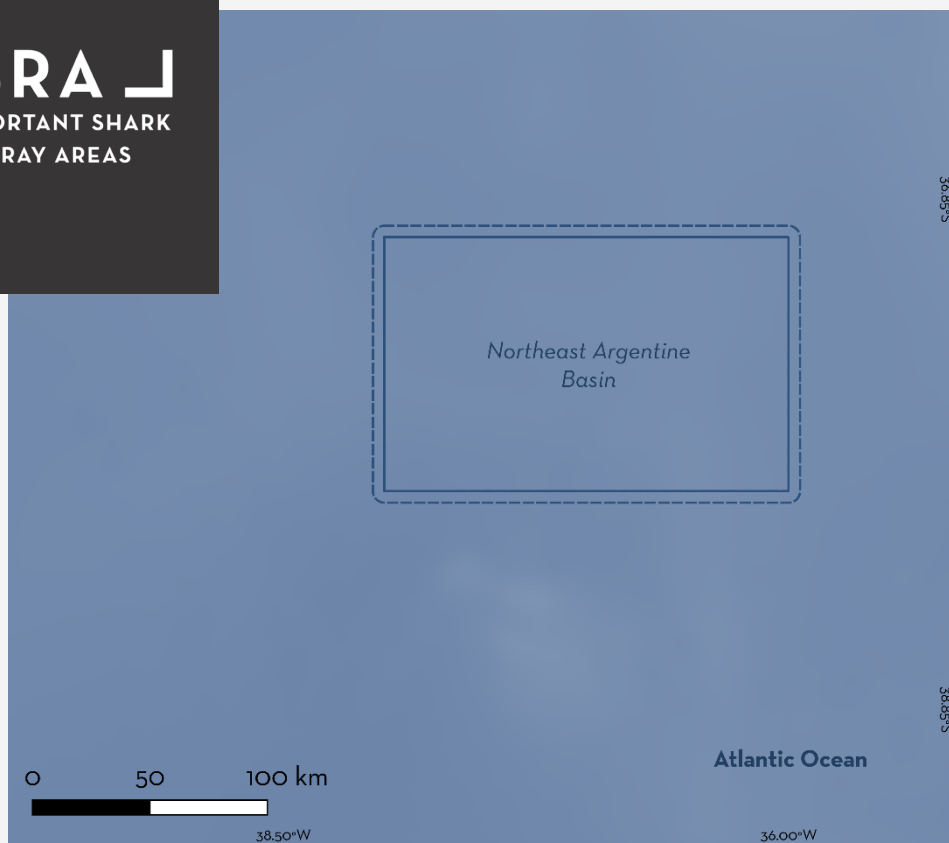 RA
ORTANT SHARK
RAY AREAS
36.85°S
Northeast Argentine
Basin
38.85°S
Atlantic Ocean
0 50 100 km
38.50°W 36.00°W